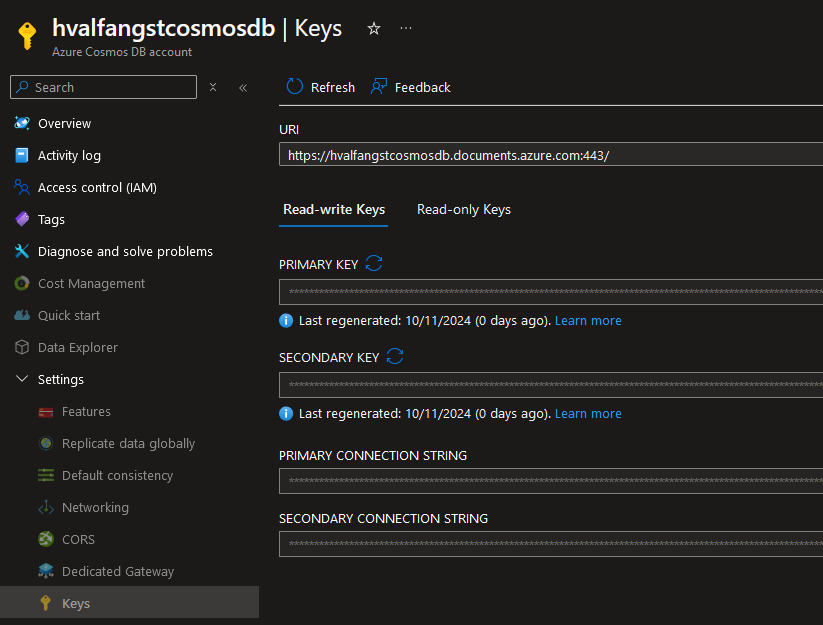 hvalfangstcosmosdb | Keys
Azure Cosmos DB account
Search
Overview
Activity log
Access control (IAM)
Tags
Diagnose and solve problems
Cost Management
Quick start
Data Explorer
Settings
Features
Replicate data globally
Default consistency
Networking
CORS
Dedicated Gateway
Keys
Refresh
Feedback
URI
https://hvalfangstcosmosdb.documents.azure.com:443/
Read-write Keys
Read-only Keys
PRIMARY KEY
Last regenerated: 10/11/2024 (0 days ago). Learn more
SECONDARY KEY
Last regenerated: 10/11/2024 (0 days ago). Learn more
PRIMARY CONNECTION STRING
SECONDARY CONNECTION STRING